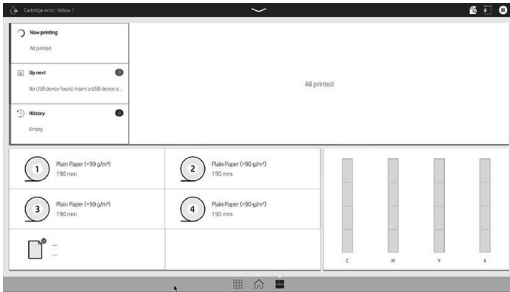 Cartridge error: Yellow 1
Now printing
All printed
Up next
0
No USB device found. Insert a USB device a...
History
0
Empty
All printed
1
Plain Paper (<90 g/m²)
190 mm
2
Plain Paper (<90 g/m²)
190 mm
3
Plain Paper (<90 g/m²)
190 mm
4
Plain Paper (<90 g/m²)
190 mm
C
M
Y
K